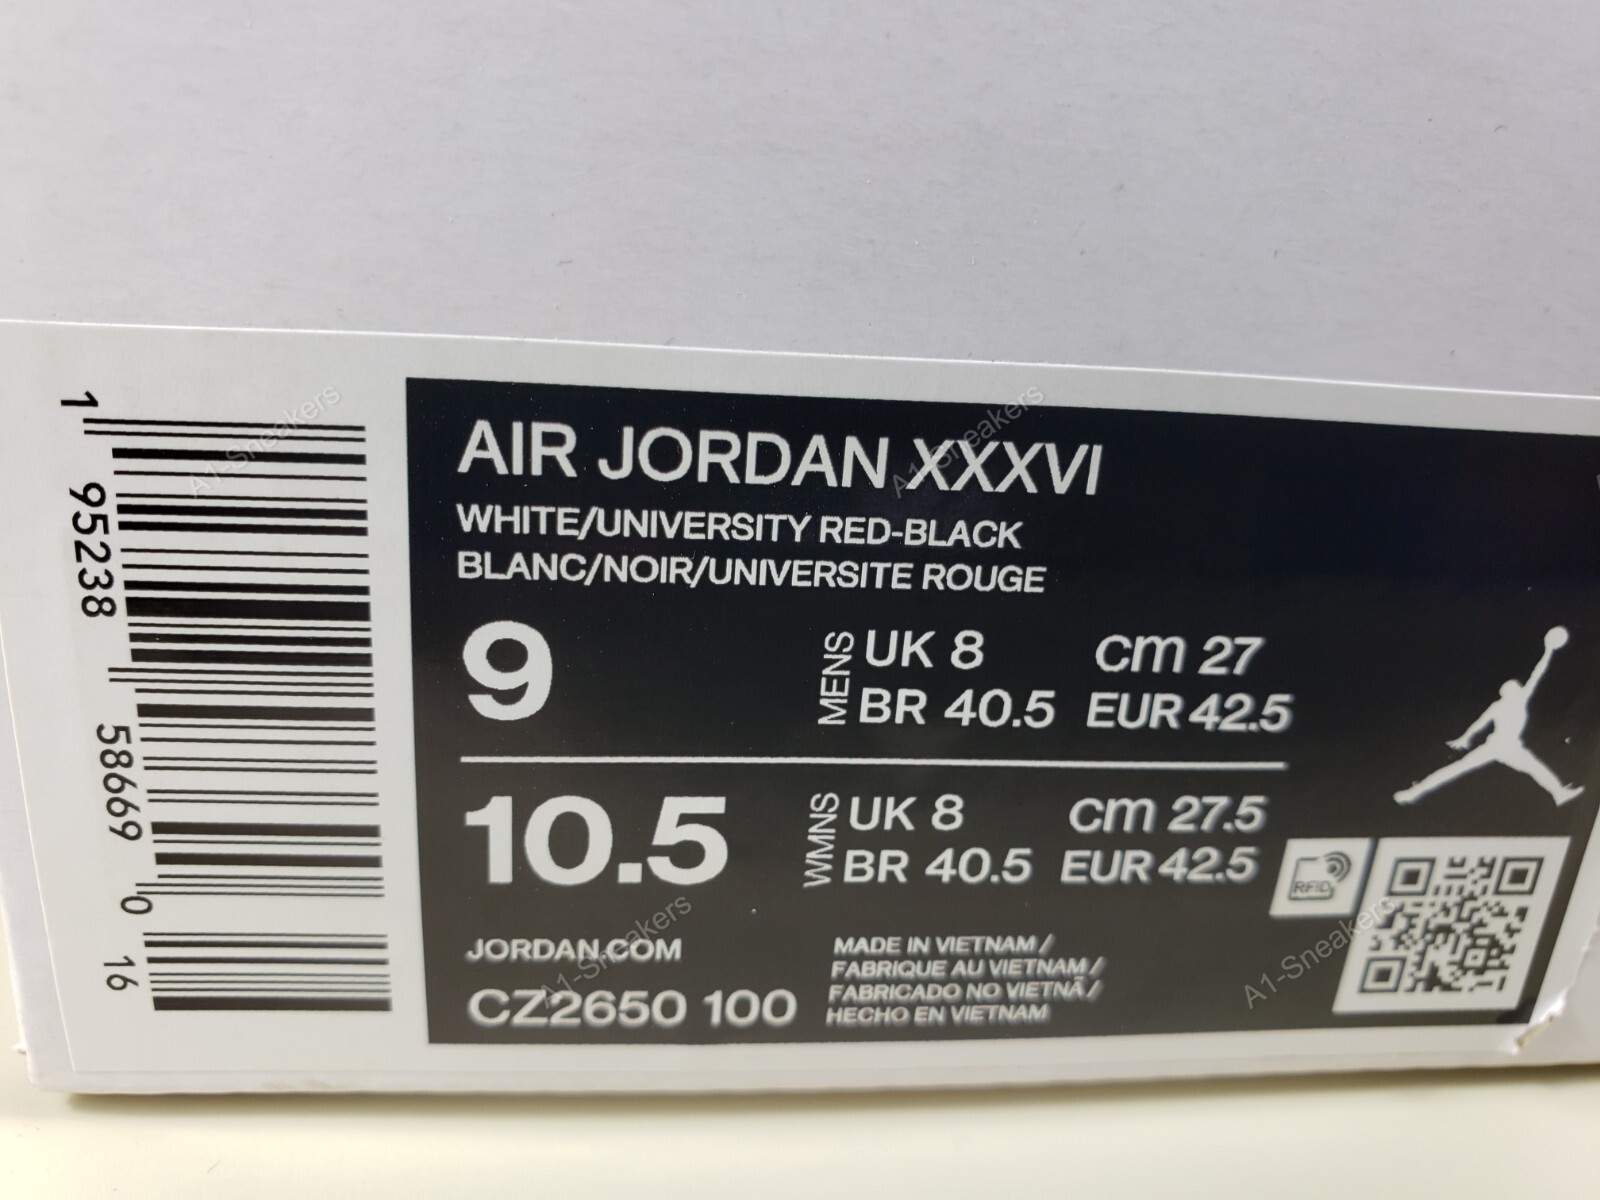 AIR JORDAN XXXVI
WHITE/UNIVERSITY RED-BLACK
BLANC/NOIR/UNIVERSITE ROUGE
9 MENS UK 8 cm 27
BR 40.5 EUR 42.5
10.5 WMNS UK 8 cm 27.5
BR 40.5 EUR 42.5
RFID
JORDAN.COM
CZ2650 100
MADE IN VIETNAM /
FABRIQUE AU VIETNAM /
FABRICADO NO VIETNÃ /
HECHO EN VIETNAM
1 95238 58669 0 16
A1-Sneakers
A1-Sneakers
A1-Sneakers
A1-Sneakers